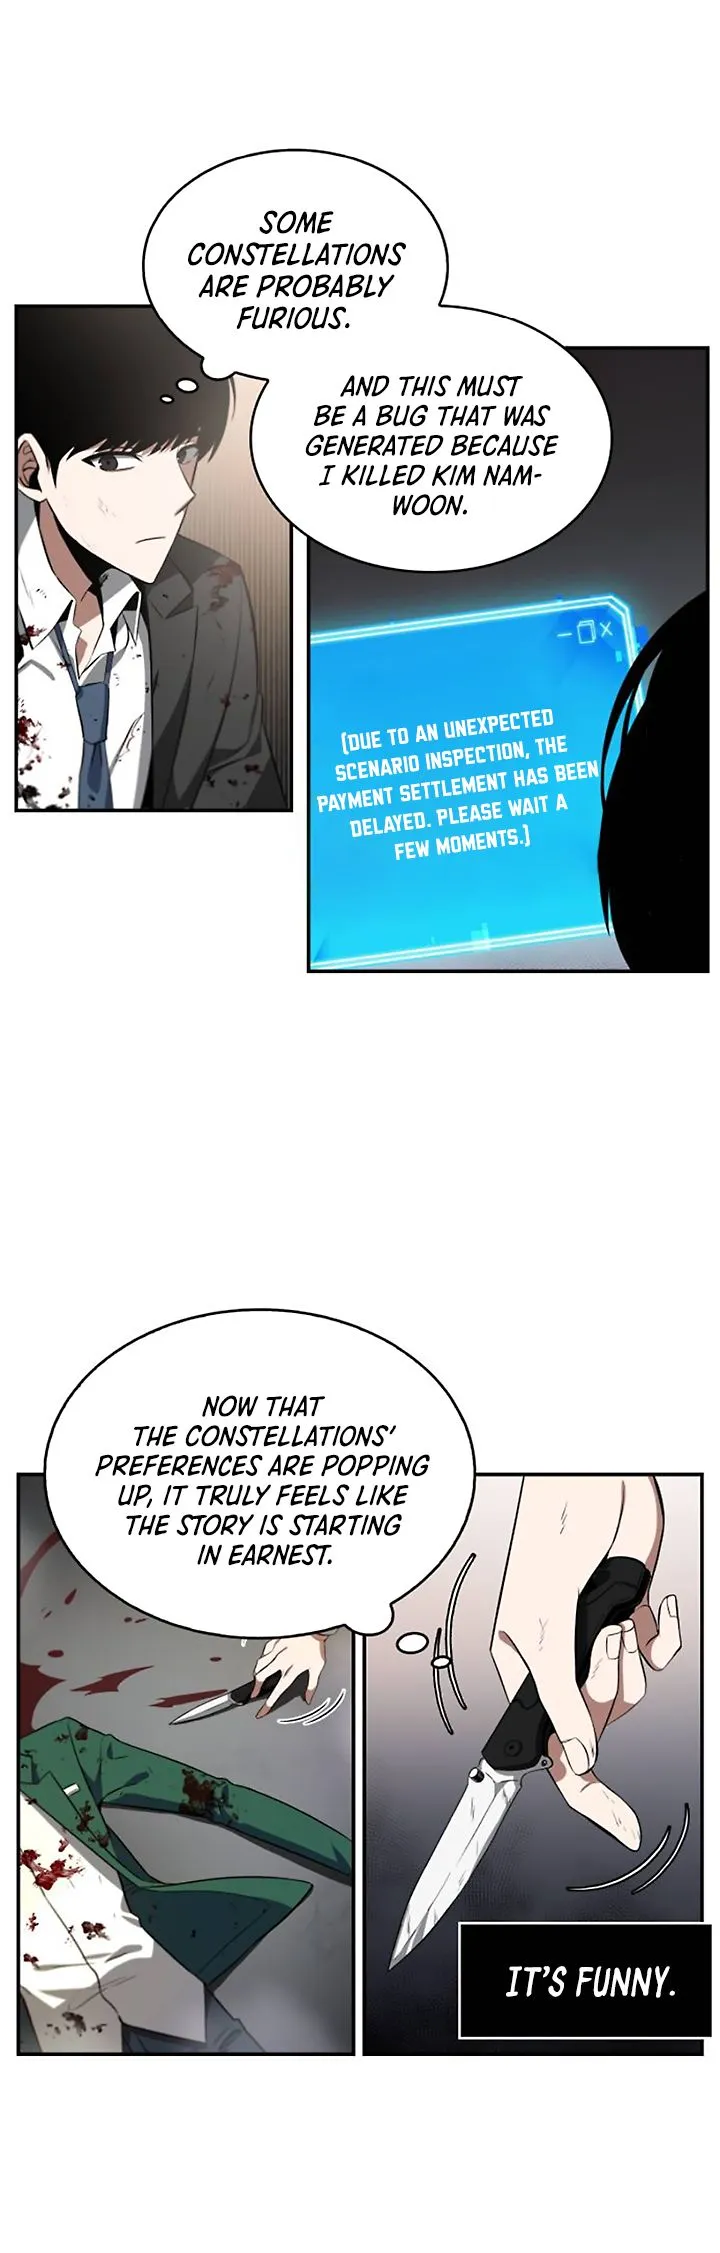 SOME
CONSTELLATIONS
ARE PROBABLY
FURIOUS.
AND THIS MUST
BE A BUG THAT WAS
GENERATED BECAUSE
I KILLED KIM NAM-
WOON.
[DUE TO AN UNEXPECTED
SCENARIO INSPECTION, THE
PAYMENT SETTLEMENT HAS BEEN
DELAYED. PLEASE WAIT A
FEW MOMENTS.]
NOW THAT
THE CONSTELLATIONS'
PREFERENCES ARE POPPING
UP, IT TRULY FEELS LIKE
THE STORY IS STARTING
IN EARNEST.
IT'S FUNNY.